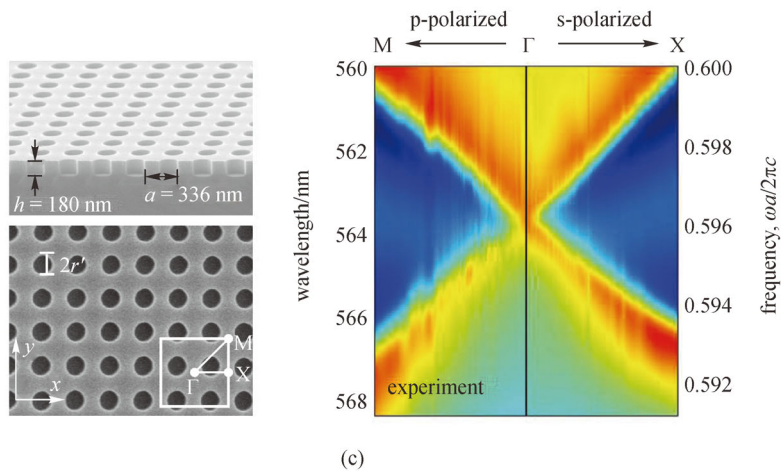 h = 180 nm
a = 336 nm
2r'
y
x
M
Γ
X
p-polarized
s-polarized
M
Γ
X
wavelength/nm
560
562
564
566
568
0.600
0.598
0.596
0.594
0.592
frequency, ωa/2πc
experiment
(c)